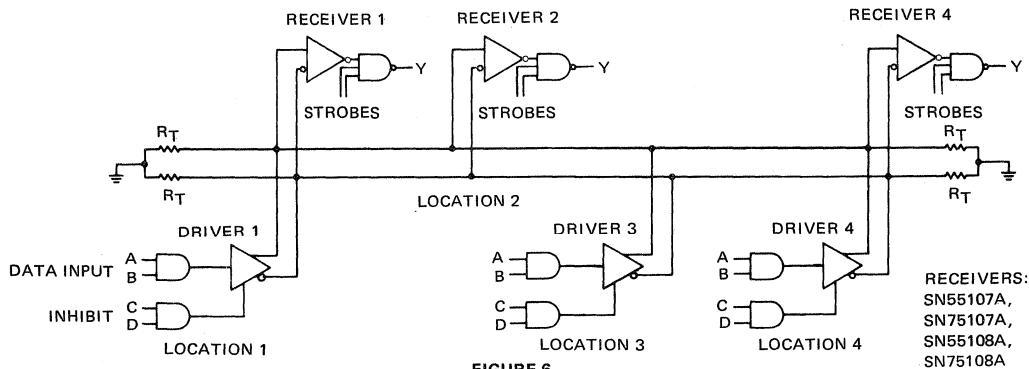 RECEIVER 1
RECEIVER 2
RECEIVER 4
Y
Y
Y
STROBES
STROBES
STROBES
RT
RT
RT
RT
LOCATION 2
DRIVER 1
DRIVER 3
DRIVER 4
DATA INPUT
A
B
A
B
A
B
INHIBIT
C
D
C
D
C
D
LOCATION 1
LOCATION 3
LOCATION 4
RECEIVERS:
SN55107A,
SN75107A,
SN55108A,
SN75108A
FIGURE 6